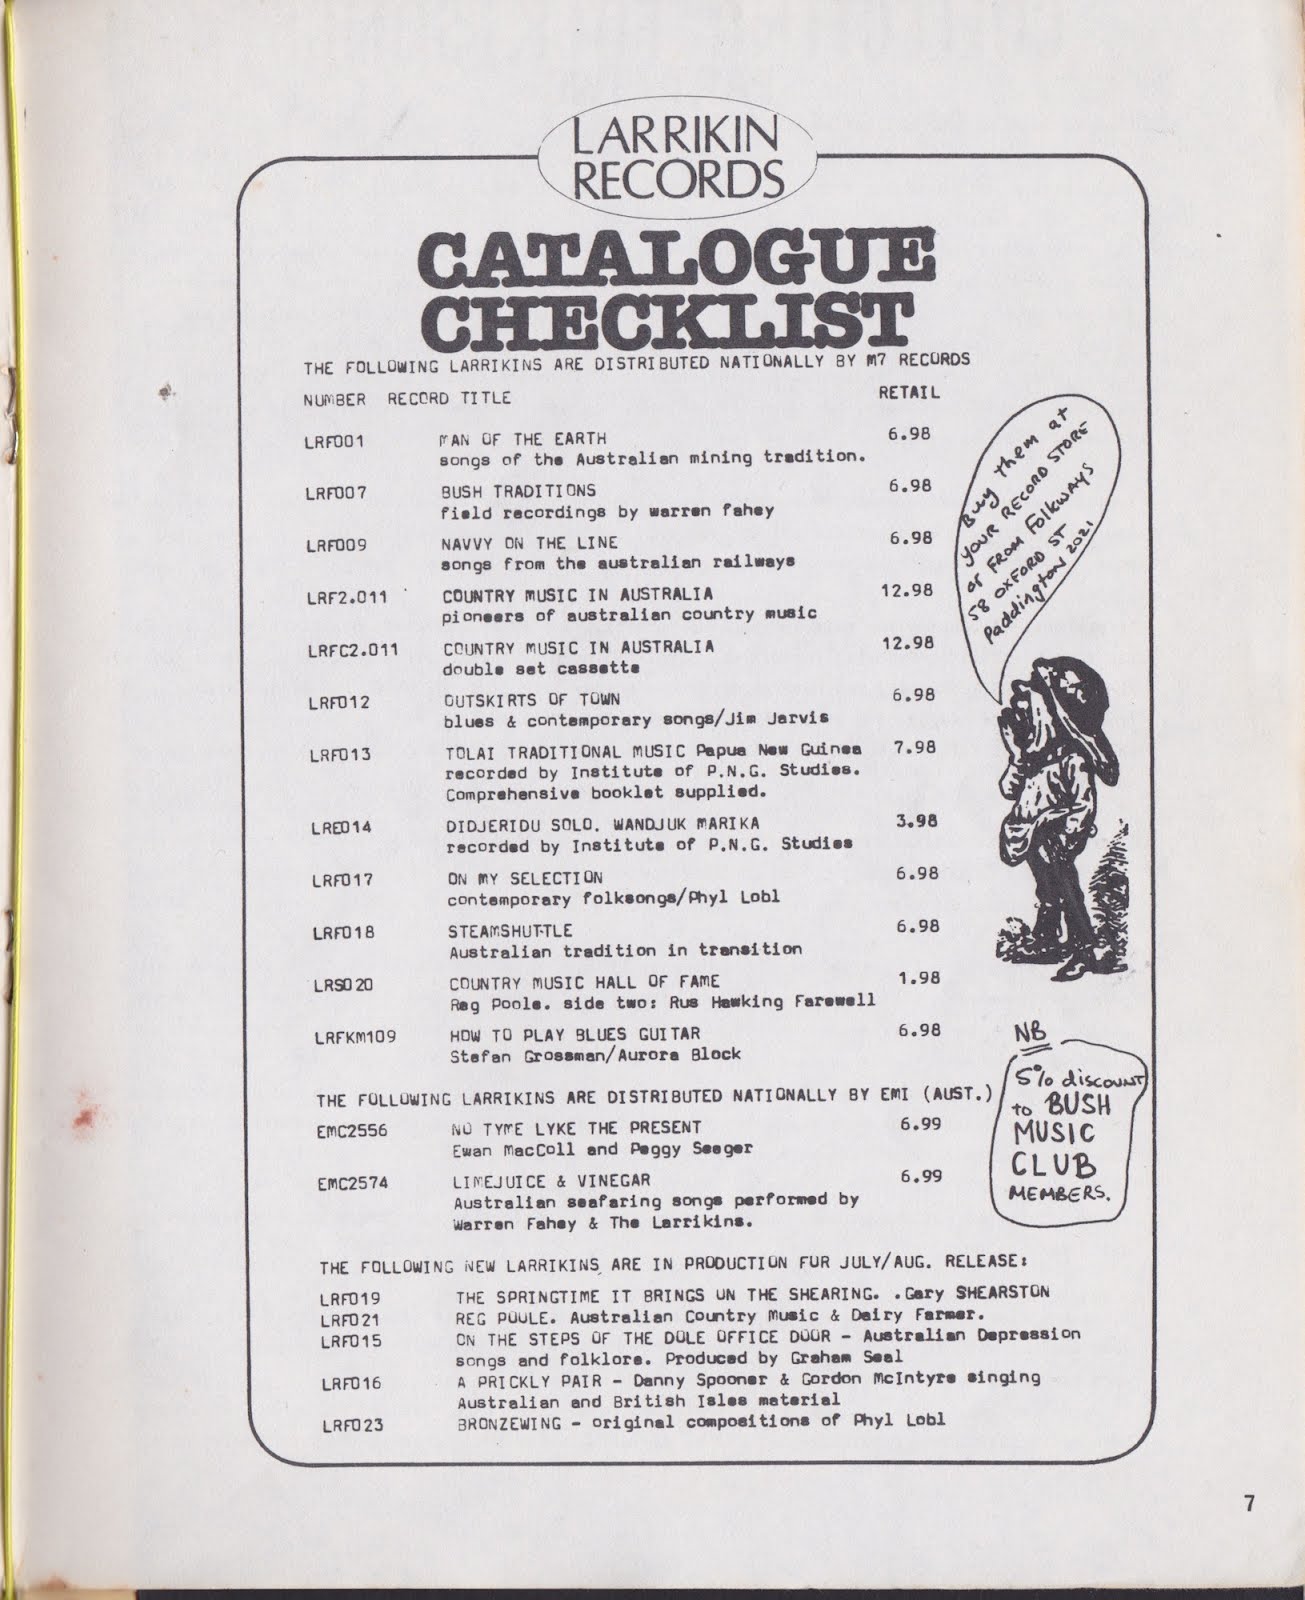 LARRIKIN
RECORDS
CATALOGUE
CHECKLIST
THE FOLLOWING LARRIKINS ARE DISTRIBUTED NATIONALLY BY M7 RECORDS
NUMBER RECORD TITLE RETAIL
LRF001 MAN OF THE EARTH 6.98
songs of the Australian mining tradition.
LRF007 BUSH TRADITIONS 6.98
field recordings by warren fahey
LRF009 NAVVY ON THE LINE 6.98
songs from the australian railways
LRF2.011 COUNTRY MUSIC IN AUSTRALIA 12.98
pioneers of australian country music
LRFC2.011 COUNTRY MUSIC IN AUSTRALIA 12.98
double set cassette
LRF012 OUTSKIRTS OF TOWN 6.98
blues & contemporary songs/Jim Jarvis
LRF013 TOLAI TRADITIONAL MUSIC Papua New Guinea 7.98
recorded by Institute of P.N.G. Studies.
Comprehensive booklet supplied.
LRE014 DIDJERIDU SOLO. WANDJUK MARIKA 3.98
recorded by Institute of P.N.G. Studies
LRF017 ON MY SELECTION 6.98
contemporary folksongs/Phyl Lobl
LRF018 STEAMSHUTTLE 6.98
Australian tradition in transition
LRS020 COUNTRY MUSIC HALL OF FAME 1.98
Reg Poole. side two: Rus Hawking Farewell
LRFKM109 HOW TO PLAY BLUES GUITAR 6.98
Stefan Grossman/Aurora Block
THE FOLLOWING LARRIKINS ARE DISTRIBUTED NATIONALLY BY EMI (AUST.)
EMC2556 NO TYME LYKE THE PRESENT 6.99
Ewan MacColl and Peggy Seeger
EMC2574 LIMEJUICE & VINEGAR 6.99
Australian seafaring songs performed by
Warren Fahey & The Larrikins.
THE FOLLOWING NEW LARRIKINS ARE IN PRODUCTION FUR JULY/AUG. RELEASE:
LRF019 THE SPRINGTIME IT BRINGS ON THE SHEARING. .Gary SHEARSTON
LRF021 REG POOLE. Australian Country Music & Dairy Farmer.
LRF015 ON THE STEPS OF THE DOLE OFFICE DOOR - Australian Depression
songs and folklore. Produced by Graham Seal
LRF016 A PRICKLY PAIR - Danny Spooner & Gordon McIntyre singing
Australian and British Isles material
LRF023 BRONZEWING - original compositions of Phyl Lobl
Buy them at
YOUR RECORD STORE
or FROM Folkways
58 OXFORD ST
Paddington 2021
NB
5% discount
to BUSH
MUSIC
CLUB
MEMBERS.
7